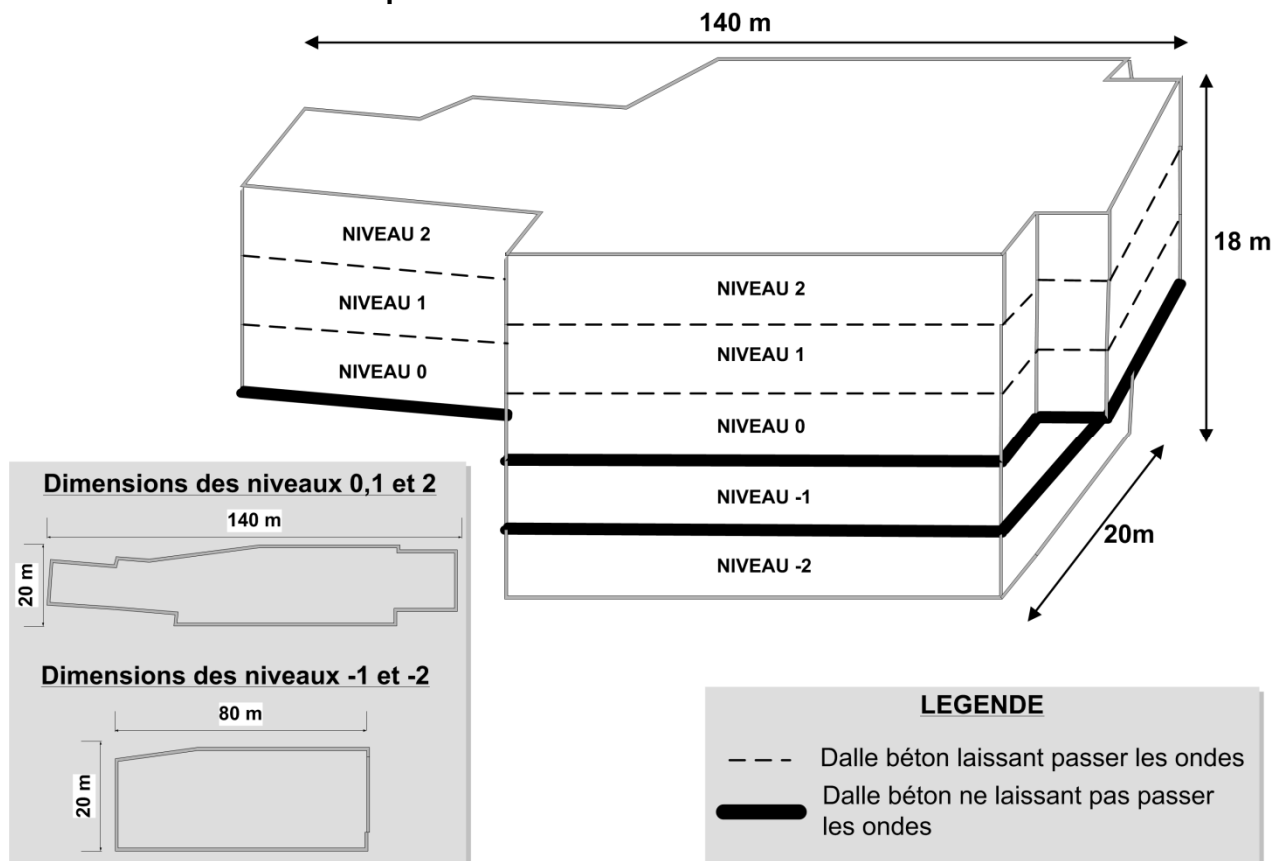 140 m
18 m
NIVEAU 2
NIVEAU 1
NIVEAU 0
NIVEAU 2
NIVEAU 1
NIVEAU 0
NIVEAU -1
NIVEAU -2
20m
Dimensions des niveaux 0,1 et 2
140 m
20 m
Dimensions des niveaux -1 et -2
80 m
20 m
LEGENDE
Dalle béton laissant passer les ondes
Dalle béton ne laissant pas passer
les ondes